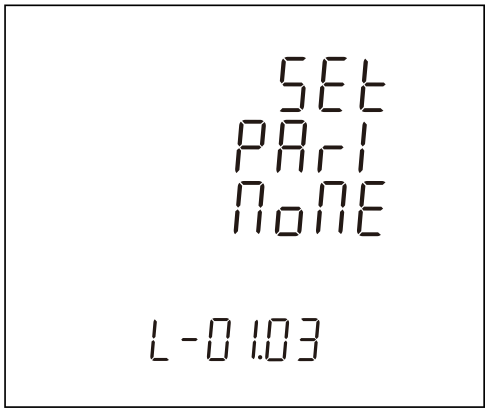 SEt
PArI
NoNE
L-01.03